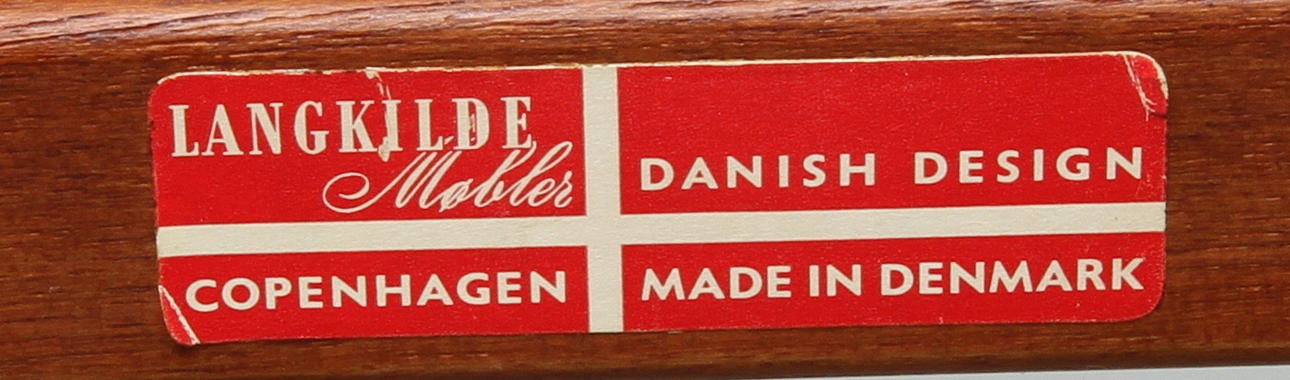 LANGKILDE
Møbler
DANISH DESIGN
COPENHAGEN
MADE IN DENMARK